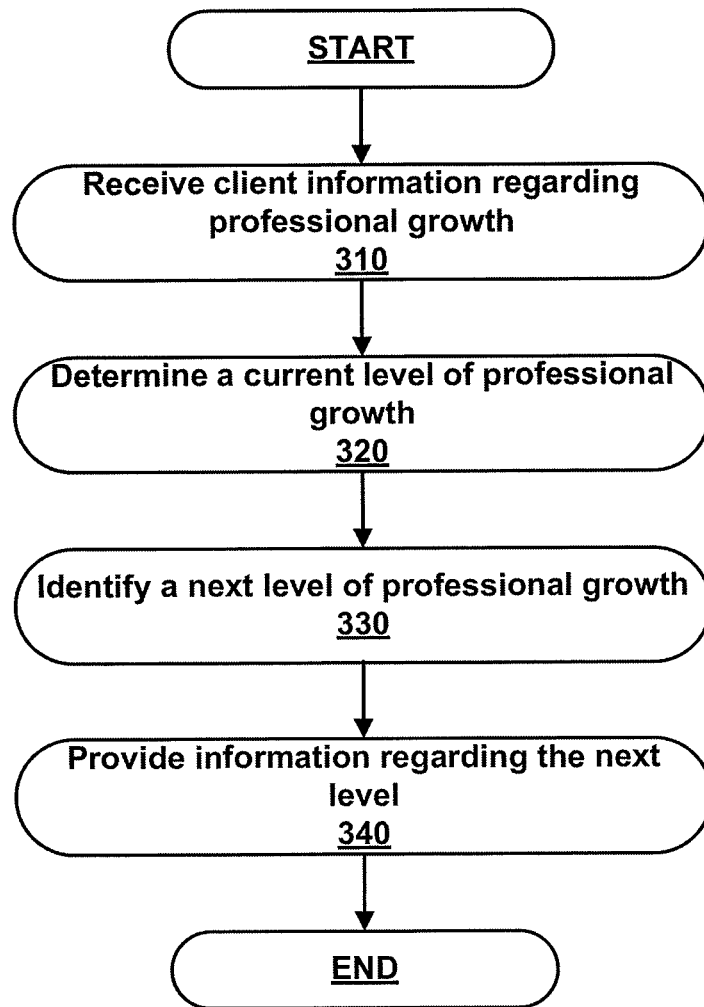 START
Receive client information regarding
professional growth
310
Determine a current level of professional
growth
320
Identify a next level of professional growth
330
Provide information regarding the next
level
340
END